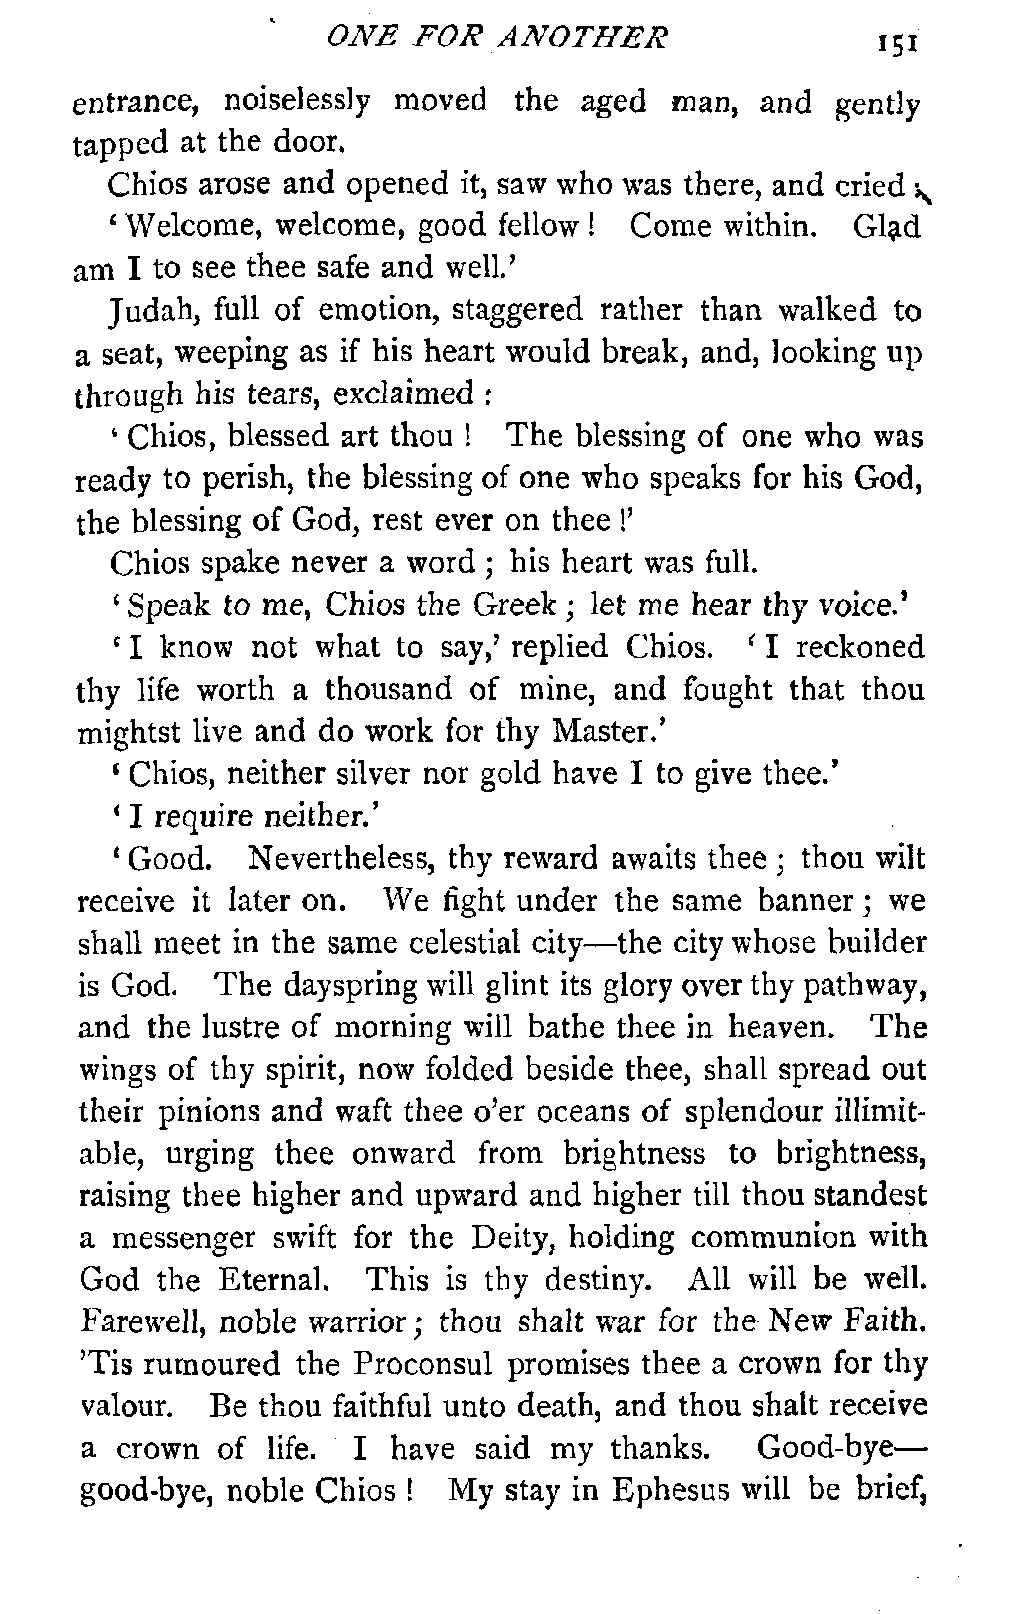 ONE FOR ANOTHER 151
entrance, noiselessly moved the aged man, and gently
tapped at the door.
Chios arose and opened it, saw who was there, and cried
‘ Welcome, welcome, good fellow ! Come within. Glad
am I to see thee safe and well.’
Judah, full of emotion, staggered rather than walked to
a seat, weeping as if his heart would break, and, looking up
through his tears, exclaimed :
‘ Chios, blessed art thou ! The blessing of one who was
ready to perish, the blessing of one who speaks for his God,
the blessing of God, rest ever on thee !’
Chios spake never a word ; his heart was full.
‘ Speak to me, Chios the Greek ; let me hear thy voice.’
‘ I know not what to say,’ replied Chios. ‘ I reckoned
thy life worth a thousand of mine, and fought that thou
mightst live and do work for thy Master.’
‘ Chios, neither silver nor gold have I to give thee.’
‘ I require neither.’
‘ Good. Nevertheless, thy reward awaits thee ; thou wilt
receive it later on. We fight under the same banner ; we
shall meet in the same celestial city—the city whose builder
is God. The dayspring will glint its glory over thy pathway,
and the lustre of morning will bathe thee in heaven. The
wings of thy spirit, now folded beside thee, shall spread out
their pinions and waft thee o’er oceans of splendour illimit-
able, urging thee onward from brightness to brightness,
raising thee higher and upward and higher till thou standest
a messenger swift for the Deity, holding communion with
God the Eternal. This is thy destiny. All will be well.
Farewell, noble warrior ; thou shalt war for the New Faith.
’Tis rumoured the Proconsul promises thee a crown for thy
valour. Be thou faithful unto death, and thou shalt receive
a crown of life. I have said my thanks. Good-bye—
good-bye, noble Chios ! My stay in Ephesus will be brief,